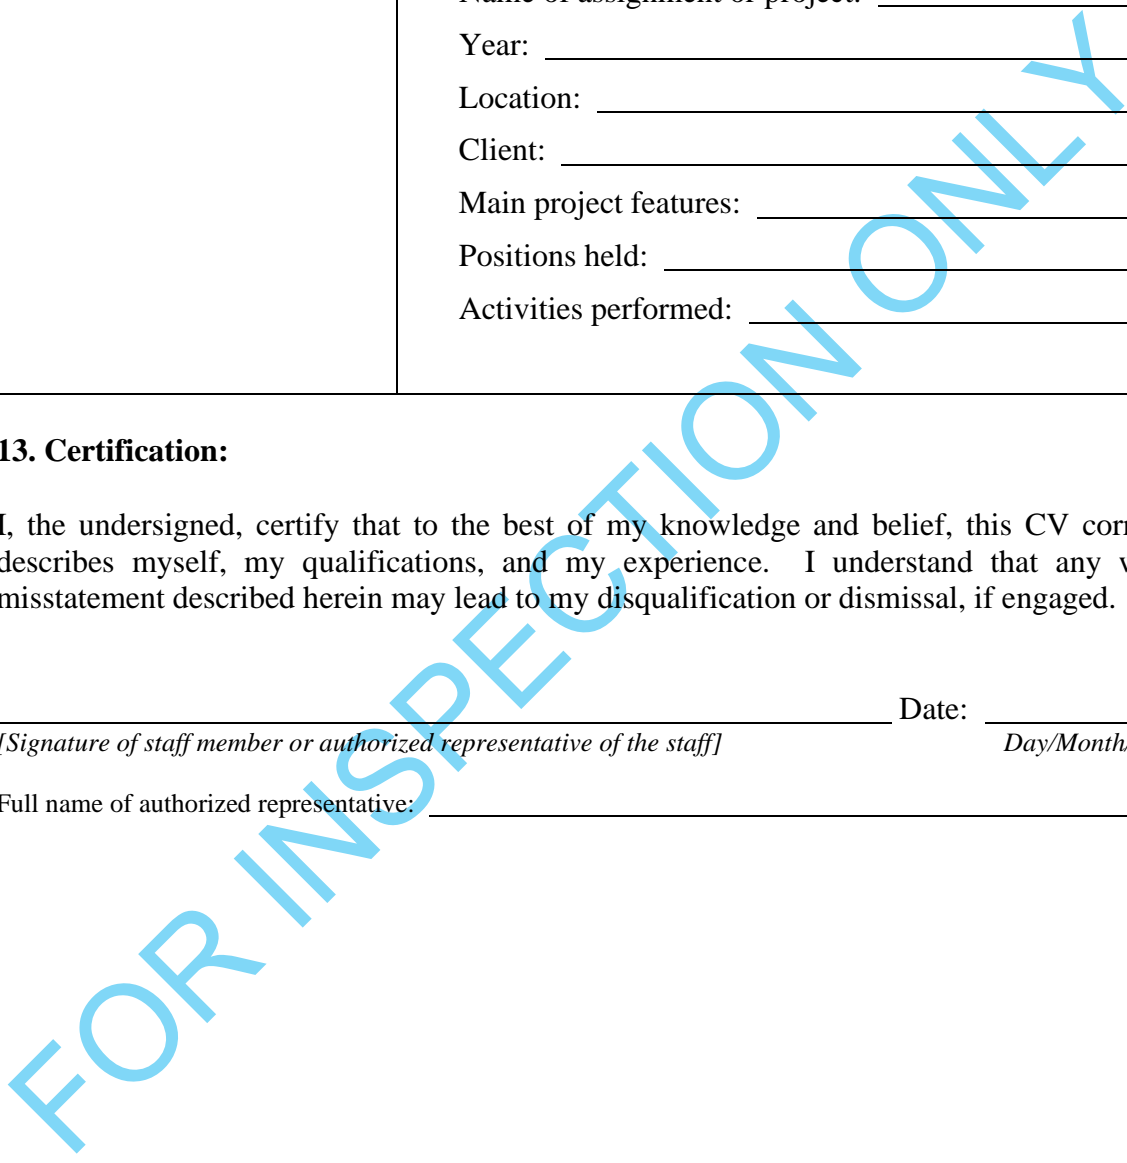 Name of assignment or project:
Year:
Location:
Client:
Main project features:
Positions held:
Activities performed:
13. Certification:
I, the undersigned, certify that to the best of my knowledge and belief, this CV corr
describes myself, my qualifications, and my experience. I understand that any w
misstatement described herein may lead to my disqualification or dismissal, if engaged.
Date:
[Signature of staff member or authorized representative of the staff] Day/Month/
Full name of authorized representative:
FOR INSPECTION ONLY